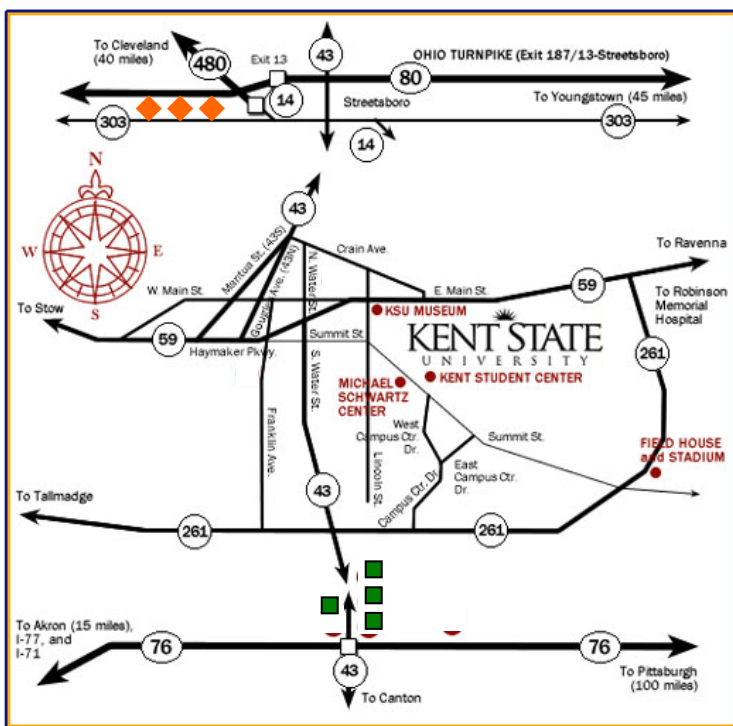 To Cleveland
(40 miles)
480
Exit 13
43
OHIO TURNPIKE (Exit 187/13-Streetsboro)
80
14
Streetsboro
To Youngstown (45 miles)
303
303
14
N
W
E
S
43
Mantua St. (43S)
Gougler Ave. (43N)
N. Water St.
Crain Ave.
To Ravenna
W. Main St.
E. Main St.
59
To Robinson
Memorial
Hospital
To Stow
59
Haymaker Pkwy.
Summit St.
KSU MUSEUM
KENT STATE
UNIVERSITY
261
S. Water St.
MICHAEL
SCHWARTZ
CENTER
KENT STUDENT CENTER
Franklin Ave.
West
Campus Ctr.
Dr.
Summit St.
FIELD HOUSE
and STADIUM
Lincoln St.
Campus Ctr. Dr.
East
Campus Ctr.
Dr.
43
To Tallmadge
261
261
To Akron (15 miles),
I-77, and
I-71
76
76
43
To Canton
To Pittsburgh
(100 miles)